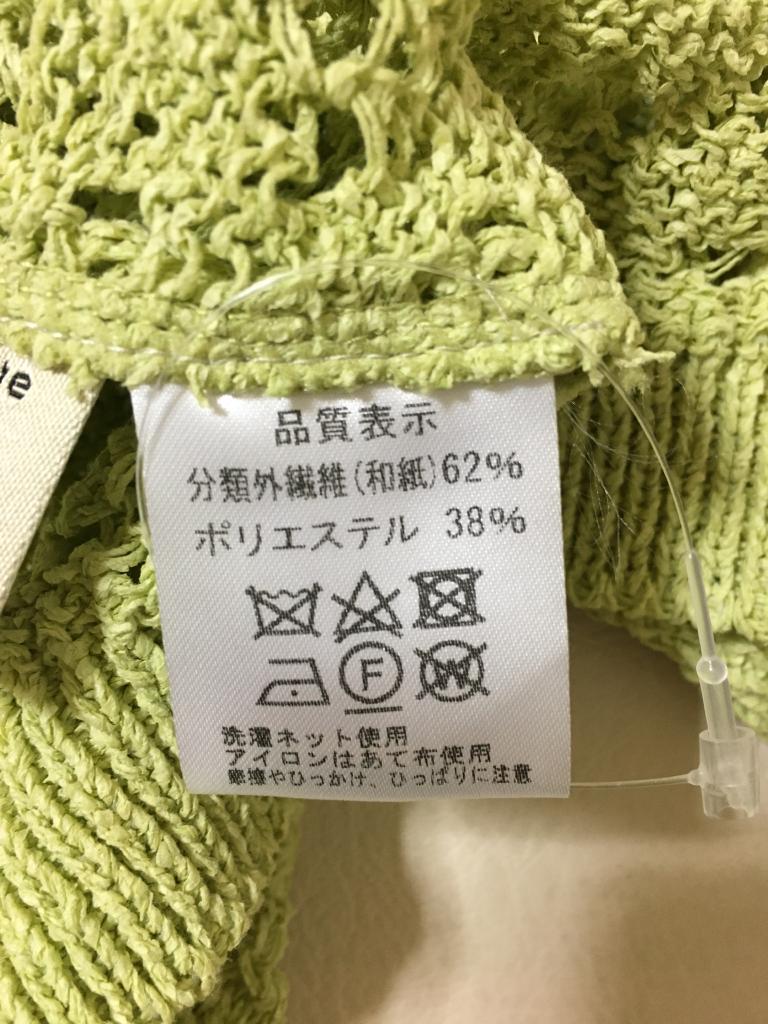 品質表示
分類外繊維(和紙)62%
ポリエステル 38%
F
W
洗濯ネット使用
アイロンはあて布使用
摩擦やひっかけ、ひっぱりに注意